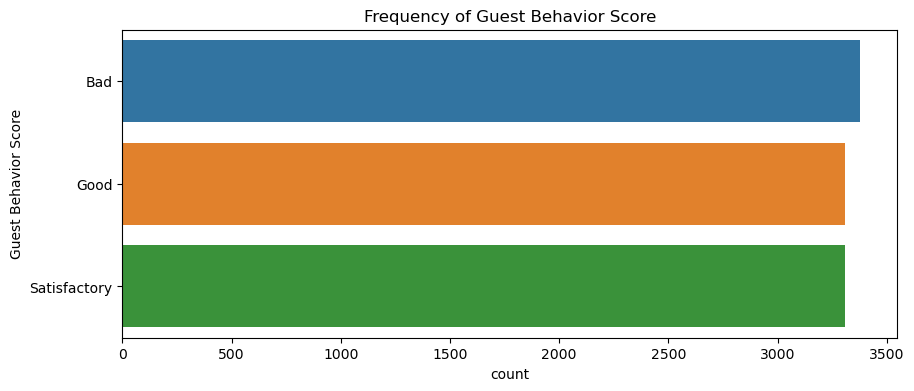 Frequency of Guest Behavior Score
Guest Behavior Score
Bad
Good
Satisfactory
0 500 1000 1500 2000 2500 3000 3500
count